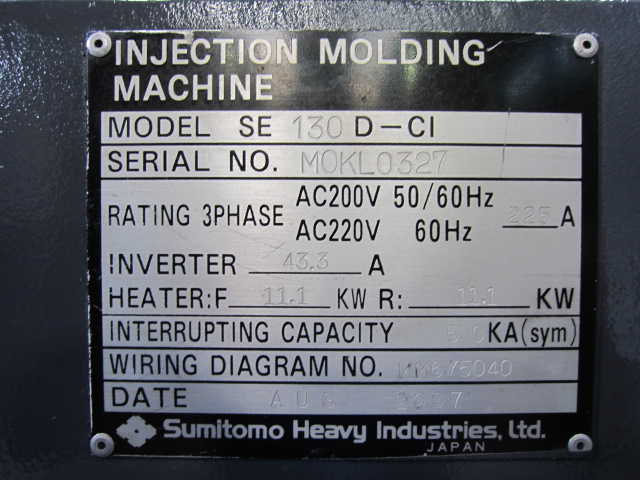 INJECTION MOLDING
MACHINE
MODEL SE 130 D-CI
SERIAL NO. MOKL0327
RATING 3PHASE AC200V 50/60Hz 225 A
AC220V 60Hz
INVERTER 43.3 A
HEATER:F 11.1 KW R: 11.1 KW
INTERRUPTING CAPACITY 5.0 KA(sym)
WIRING DIAGRAM NO. MM675040
DATE AUG 2007
Sumitomo Heavy Industries, Ltd.
JAPAN